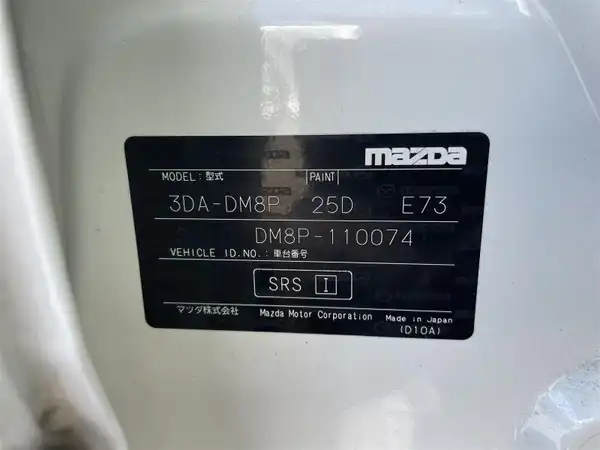 mazda
MODEL:型式 PAINT
3DA-DM8P 25D E73
DM8P-110074
VEHICLE ID.NO.:車台番号
SRS I
マツダ株式会社 Mazda Motor Corporation Made in Japan
(D10A)